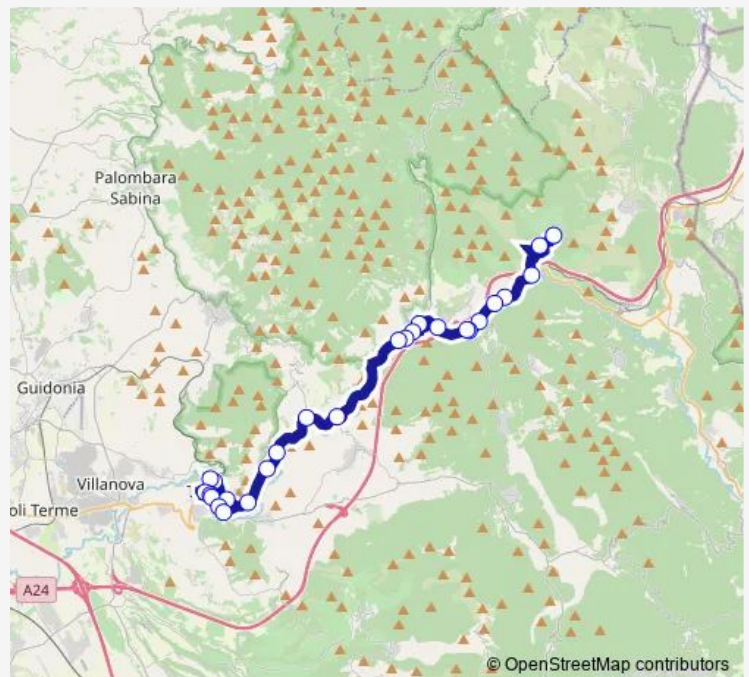 Palombara
Sabina
Guidonia
Villanova
oli Terme
A24
© OpenStreetMap contributors